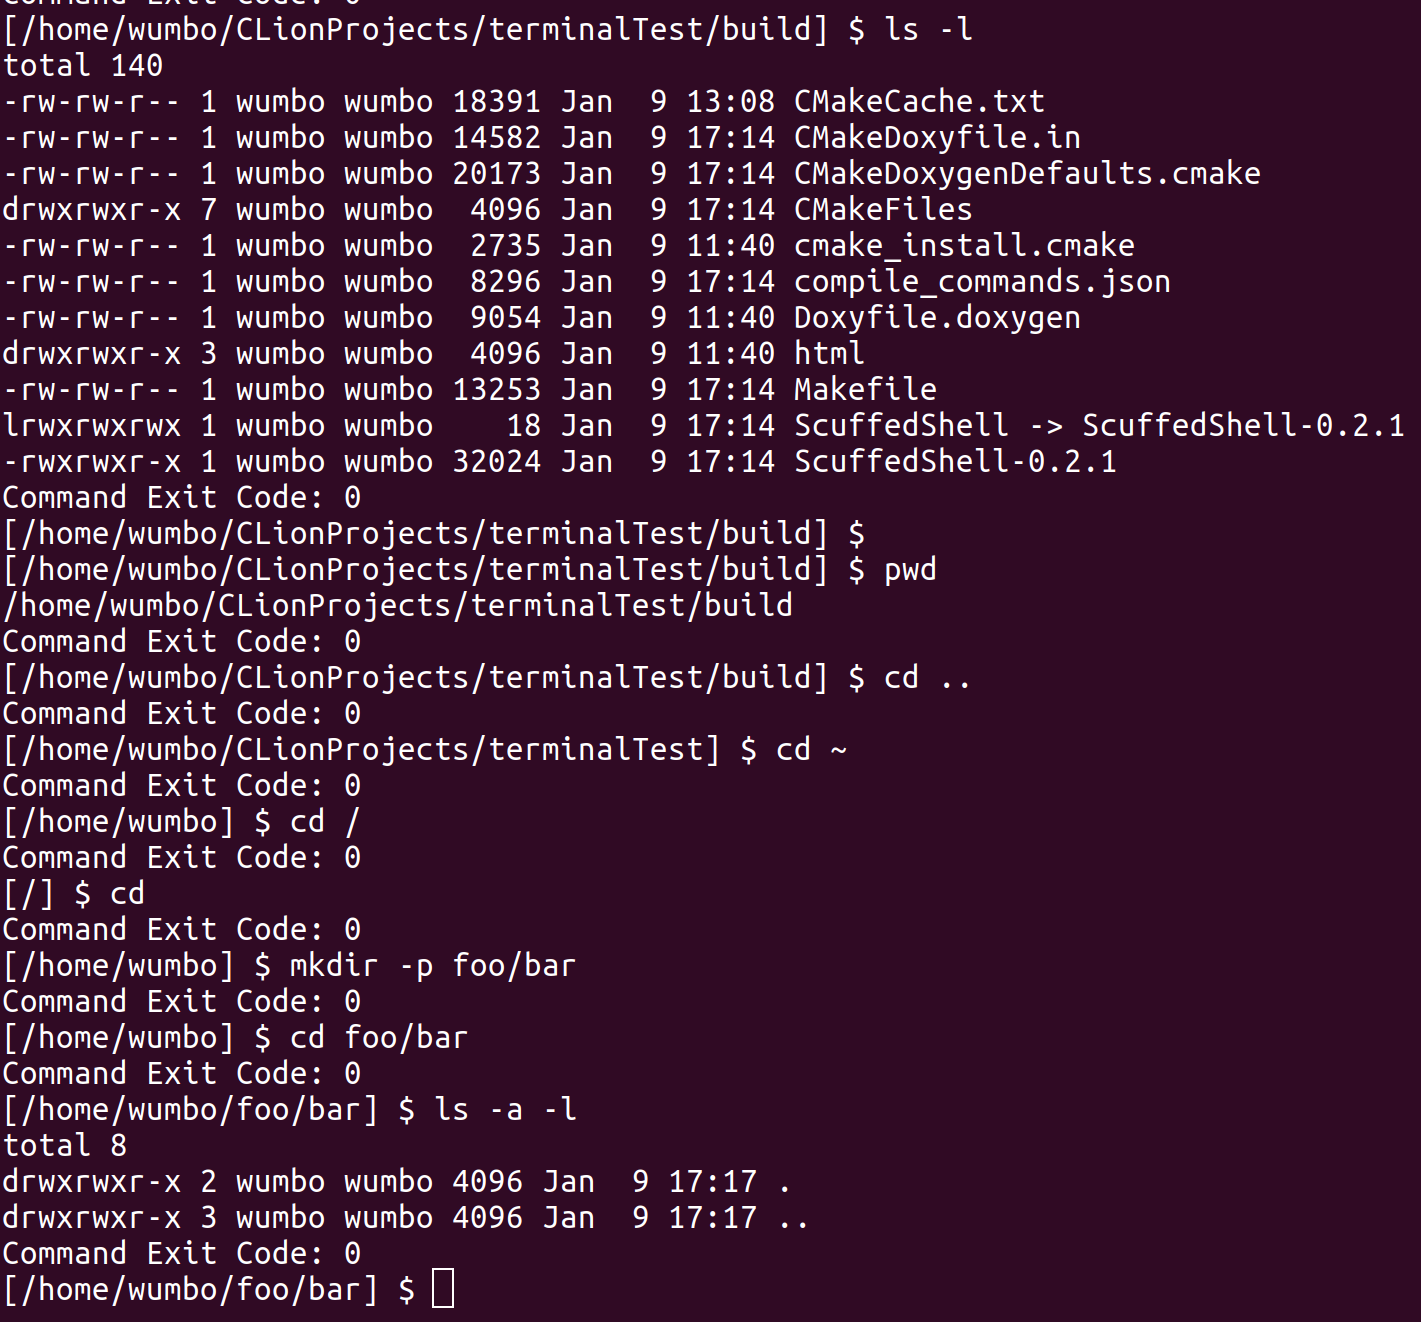 Command Exit Code: 0
[/home/wumbo/CLionProjects/terminalTest/build] $ ls -l
total 140
-rw-rw-r-- 1 wumbo wumbo 18391 Jan  9 13:08 CMakeCache.txt
-rw-rw-r-- 1 wumbo wumbo 14582 Jan  9 17:14 CMakeDoxyfile.in
-rw-rw-r-- 1 wumbo wumbo 20173 Jan  9 17:14 CMakeDoxygenDefaults.cmake
drwxrwxr-x 7 wumbo wumbo  4096 Jan  9 17:14 CMakeFiles
-rw-rw-r-- 1 wumbo wumbo  2735 Jan  9 11:40 cmake_install.cmake
-rw-rw-r-- 1 wumbo wumbo  8296 Jan  9 17:14 compile_commands.json
-rw-rw-r-- 1 wumbo wumbo  9054 Jan  9 11:40 Doxyfile.doxygen
drwxrwxr-x 3 wumbo wumbo  4096 Jan  9 11:40 html
-rw-rw-r-- 1 wumbo wumbo 13253 Jan  9 17:14 Makefile
lrwxrwxrwx 1 wumbo wumbo    18 Jan  9 17:14 ScuffedShell -> ScuffedShell-0.2.1
-rwxrwxr-x 1 wumbo wumbo 32024 Jan  9 17:14 ScuffedShell-0.2.1
Command Exit Code: 0
[/home/wumbo/CLionProjects/terminalTest/build] $
[/home/wumbo/CLionProjects/terminalTest/build] $ pwd
/home/wumbo/CLionProjects/terminalTest/build
Command Exit Code: 0
[/home/wumbo/CLionProjects/terminalTest/build] $ cd ..
Command Exit Code: 0
[/home/wumbo/CLionProjects/terminalTest] $ cd ~
Command Exit Code: 0
[/home/wumbo] $ cd /
Command Exit Code: 0
[/] $ cd
Command Exit Code: 0
[/home/wumbo] $ mkdir -p foo/bar
Command Exit Code: 0
[/home/wumbo] $ cd foo/bar
Command Exit Code: 0
[/home/wumbo/foo/bar] $ ls -a -l
total 8
drwxrwxr-x 2 wumbo wumbo 4096 Jan  9 17:17 .
drwxrwxr-x 3 wumbo wumbo 4096 Jan  9 17:17 ..
Command Exit Code: 0
[/home/wumbo/foo/bar] $